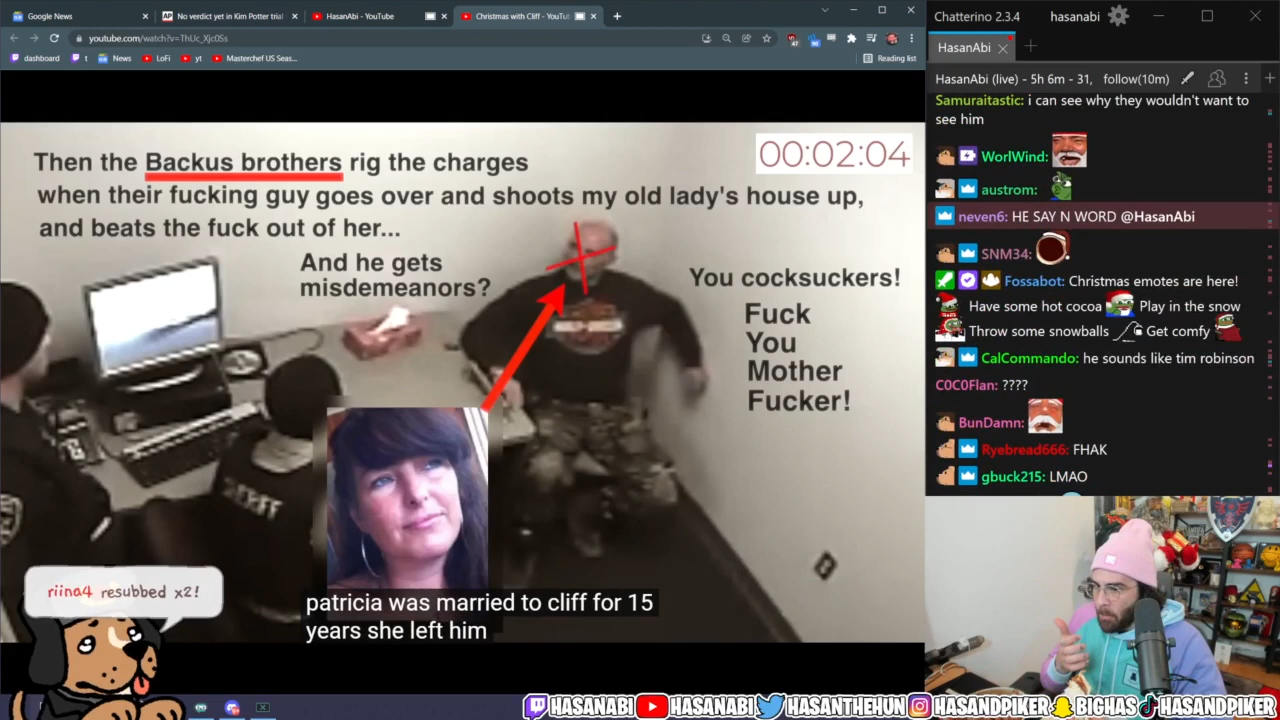 Google News
No verdict yet in Kim Potter trial
HasanAbi - YouTube
Christmas with Cliff - YouTu
youtube.com/watch?v=ThUc_Xjc0Ss
dashboard
t
News
LoFi
yt
Masterchef US Seas...
Reading list
Then the Backus brothers rig the charges
when their fucking guy goes over and shoots my old lady's house up,
and beats the fuck out of her...
And he gets
misdemeanors?
00:02:04
You cocksuckers!
Fuck
You
Mother
Fucker!
patricia was married to cliff for 15
years she left him
riina4 resubbed x2!
Chatterino 2.3.4
hasanabi
HasanAbi
HasanAbi (live) - 5h 6m - 31, follow(10m)
Samuraitastic: i can see why they wouldn't want to
see him
WorlWind:
austrom:
neven6: HE SAY N WORD @HasanAbi
SNM34:
Fossabot: Christmas emotes are here!
Have some hot cocoa Play in the snow
Throw some snowballs Get comfy
CalCommando: he sounds like tim robinson
C0C0Flan: ????
BunDamn:
Ryebread666: FHAK
gbuck215: LMAO
HASANABI HASANABI HASANTHEHUN HASANDPIKER BIGHAS HASANDPIKER